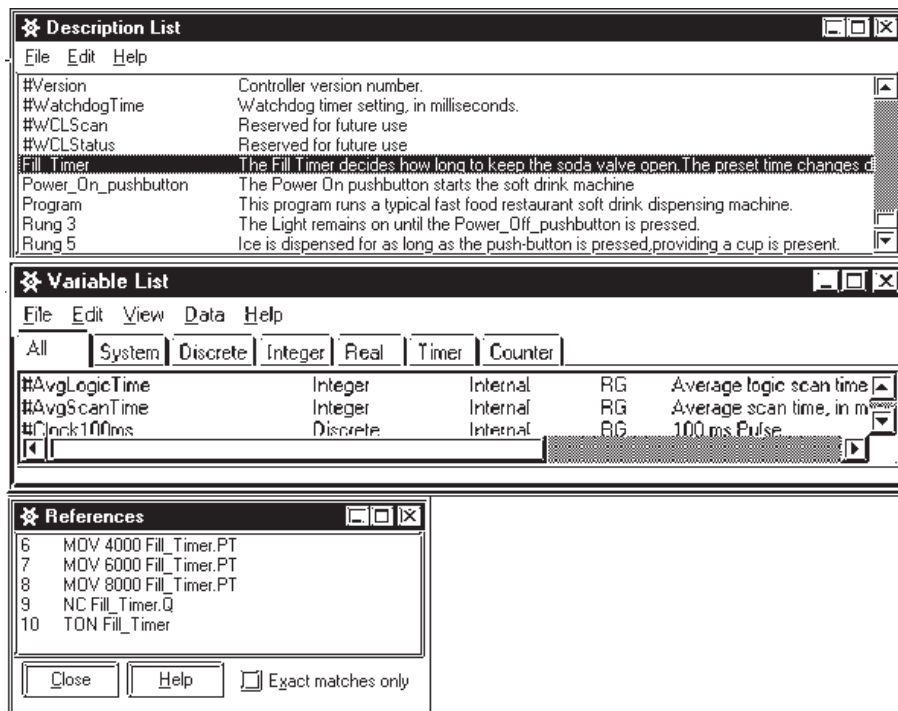 Description List
File Edit Help
#Version Controller version number.
#WatchdogTime Watchdog timer setting, in milliseconds.
#WCLScan Reserved for future use
#WCLStatus Reserved for future use
Fill_Timer The Fill Timer decides how long to keep the soda valve open.The preset time changes d
Power_On_pushbutton The Power On pushbutton starts the soft drink machine
Program This program runs a typical fast food restaurant soft drink dispensing machine.
Rung 3 The Light remains on until the Power_Off_pushbutton is pressed.
Rung 5 Ice is dispensed for as long as the push-button is pressed,providing a cup is present.
Variable List
File Edit View Data Help
All System Discrete Integer Real Timer Counter
#AvgLogicTime Integer Internal RG Average logic scan time
#AvgScanTime Integer Internal RG Average scan time, in m
#Clock100ms Discrete Internal RG 100 ms Pulse
References
6 MOV 4000 Fill_Timer.PT
7 MOV 6000 Fill_Timer.PT
8 MOV 8000 Fill_Timer.PT
9 NC Fill_Timer.Q
10 TON Fill_Timer
Close Help Exact matches only